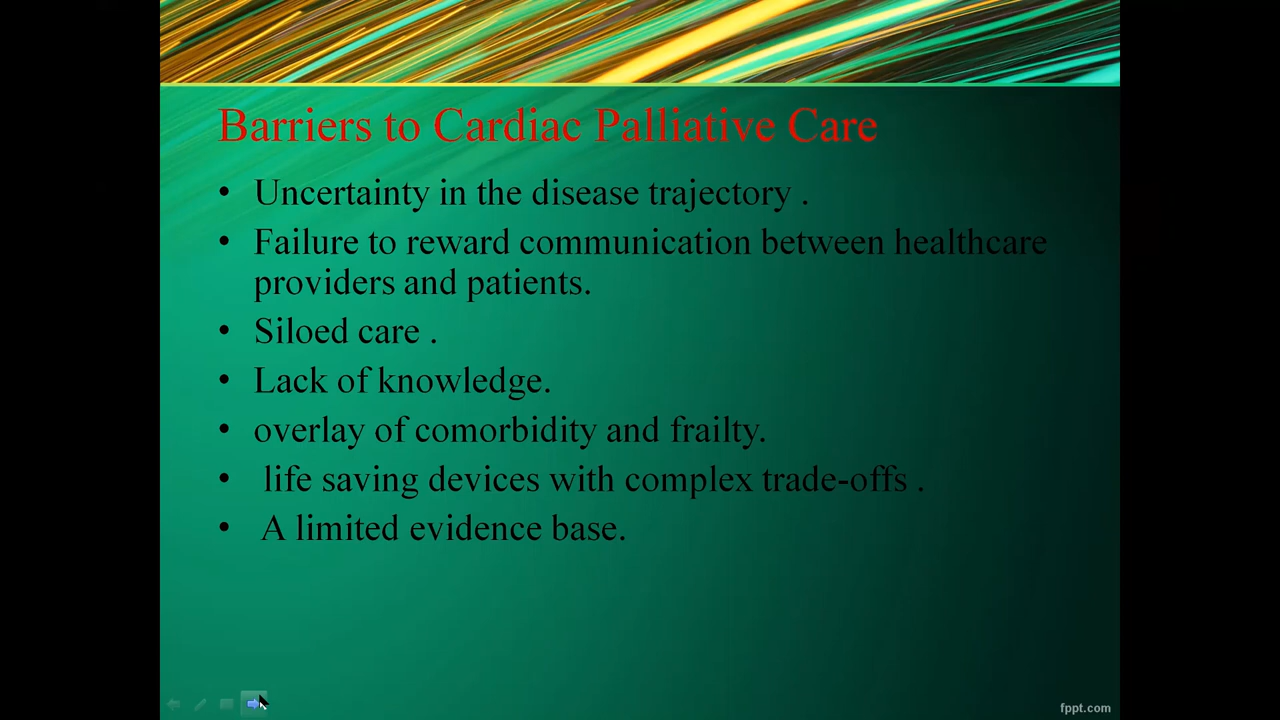 Barriers to Cardiac Palliative Care
• Uncertainty in the disease trajectory .
• Failure to reward communication between healthcare
providers and patients.
• Siloed care .
• Lack of knowledge.
• overlay of comorbidity and frailty.
• life saving devices with complex trade-offs .
• A limited evidence base.
fppt.com